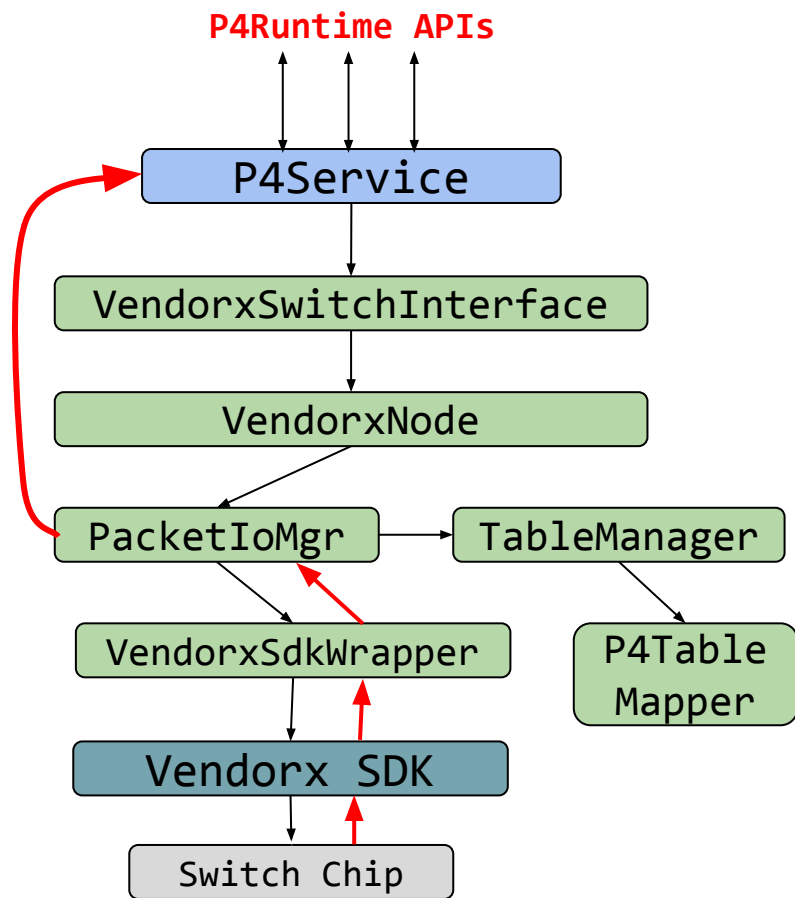 P4Runtime APIs
P4Service
VendorxSwitchInterface
VendorxNode
PacketIoMgr
TableManager
VendorxSdkWrapper
P4Table
Mapper
Vendorx SDK
Switch Chip